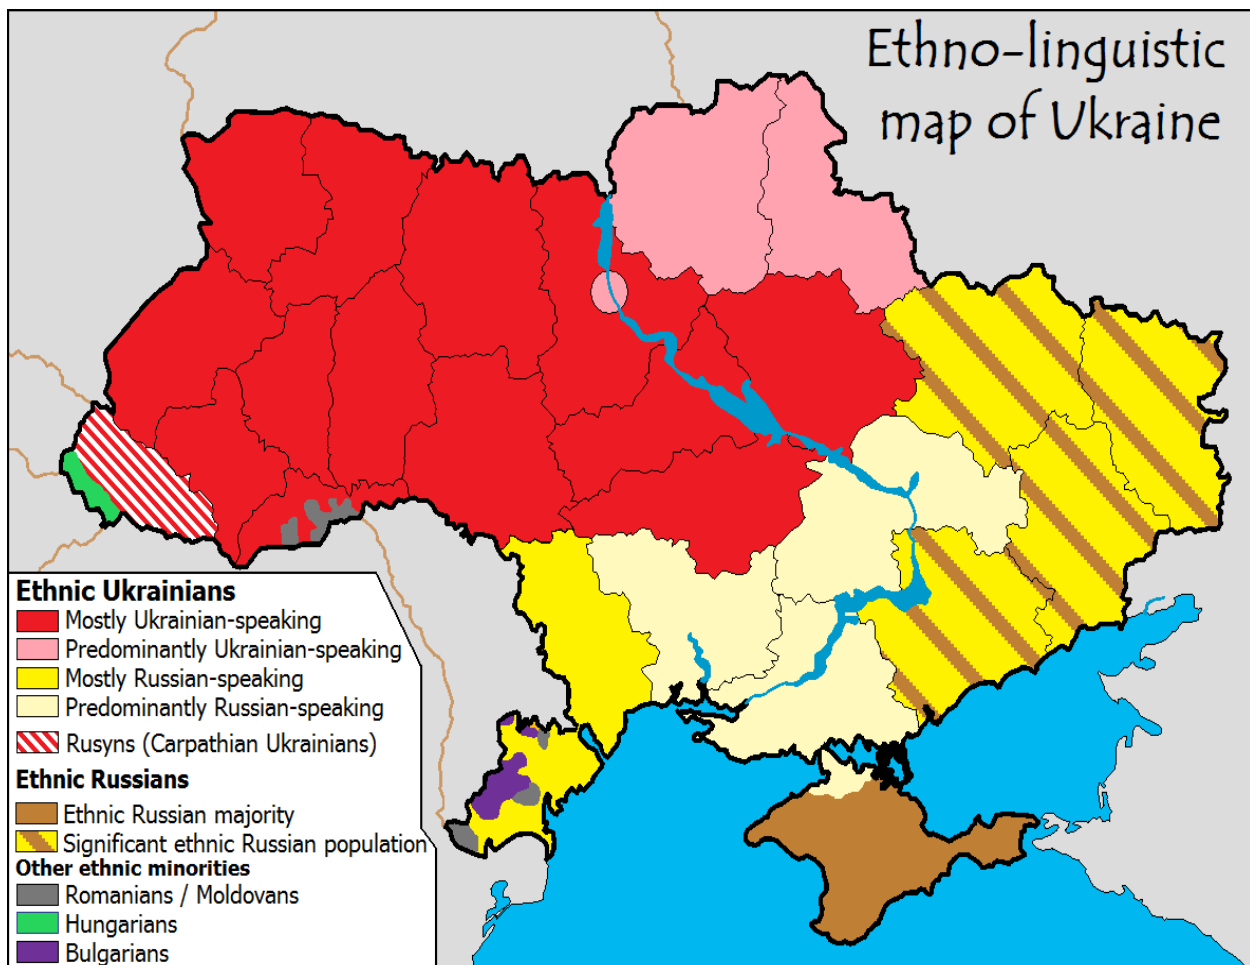 Ethno-linguistic
map of Ukraine
Ethnic Ukrainians
Mostly Ukrainian-speaking
Predominantly Ukrainian-speaking
Mostly Russian-speaking
Predominantly Russian-speaking
Rusyns (Carpathian Ukrainians)
Ethnic Russians
Ethnic Russian majority
Significant ethnic Russian population
Other ethnic minorities
Romanians / Moldovans
Hungarians
Bulgarians